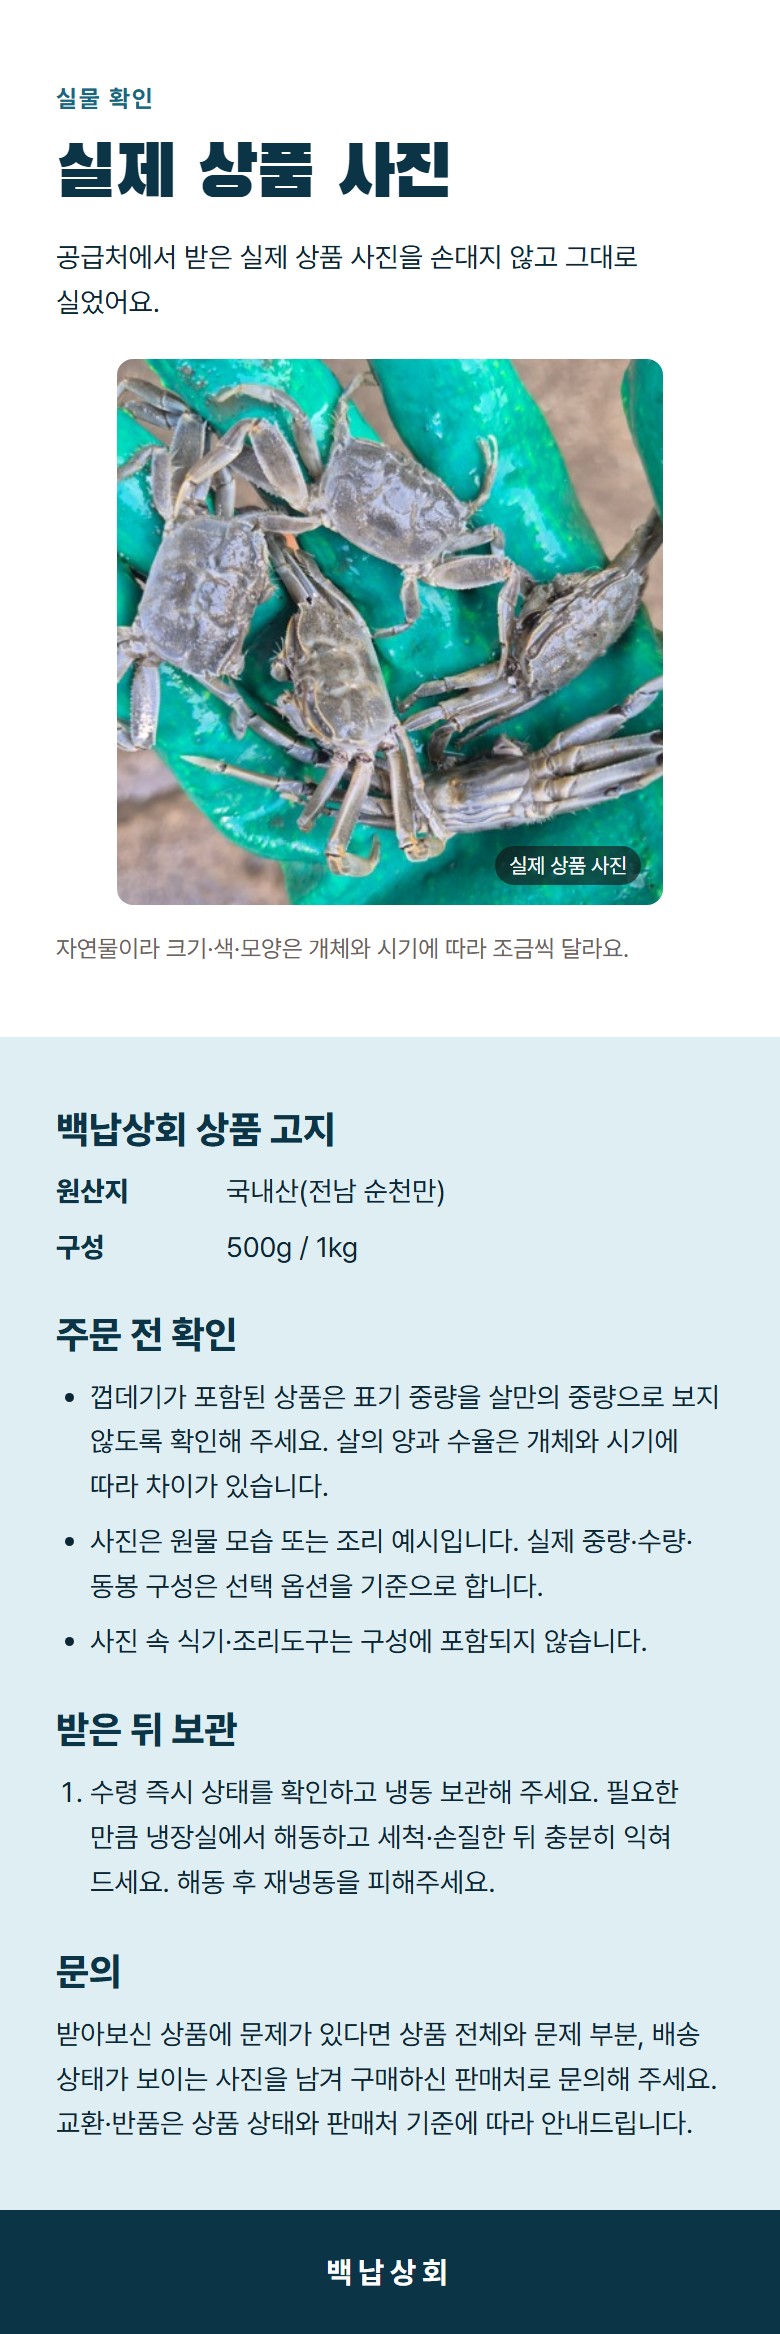 실물 확인
실제 상품 사진
공급처에서 받은 실제 상품 사진을 손대지 않고 그대로
실었어요.
실제 상품 사진
자연물이라 크기·색·모양은 개체와 시기에 따라 조금씩 달라요.
백납상회 상품 고지
원산지 국내산(전남 순천만)
구성 500g / 1kg
주문 전 확인
• 껍데기가 포함된 상품은 표기 중량을 살만의 중량으로 보지
않도록 확인해 주세요. 살의 양과 수율은 개체와 시기에
따라 차이가 있습니다.
• 사진은 원물 모습 또는 조리 예시입니다. 실제 중량·수량·
동봉 구성은 선택 옵션을 기준으로 합니다.
• 사진 속 식기·조리도구는 구성에 포함되지 않습니다.
받은 뒤 보관
1. 수령 즉시 상태를 확인하고 냉동 보관해 주세요. 필요한
만큼 냉장실에서 해동하고 세척·손질한 뒤 충분히 익혀
드세요. 해동 후 재냉동을 피해주세요.
문의
받아보신 상품에 문제가 있다면 상품 전체와 문제 부분, 배송
상태가 보이는 사진을 남겨 구매하신 판매처로 문의해 주세요.
교환·반품은 상품 상태와 판매처 기준에 따라 안내드립니다.
백납상회